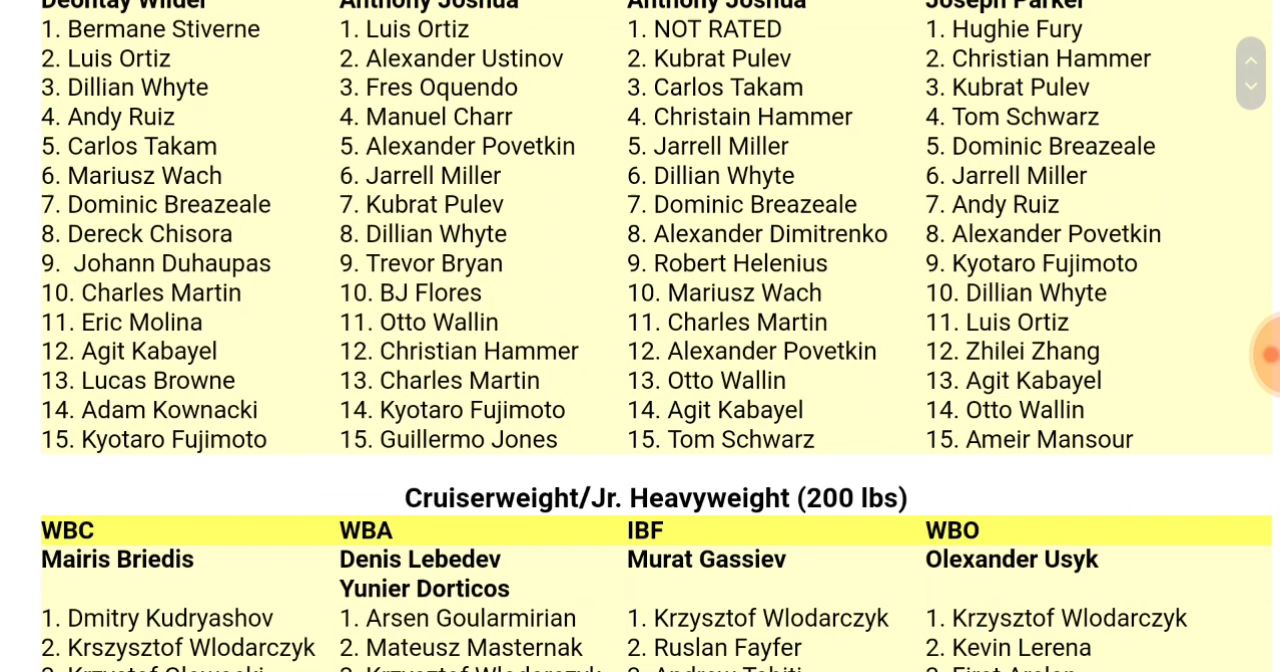 Deontay Wilder Anthony Joshua Anthony Joshua Joseph Parker
1. Bermane Stiverne 1. Luis Ortiz 1. NOT RATED 1. Hughie Fury
2. Luis Ortiz 2. Alexander Ustinov 2. Kubrat Pulev 2. Christian Hammer
3. Dillian Whyte 3. Fres Oquendo 3. Carlos Takam 3. Kubrat Pulev
4. Andy Ruiz 4. Manuel Charr 4. Christain Hammer 4. Tom Schwarz
5. Carlos Takam 5. Alexander Povetkin 5. Jarrell Miller 5. Dominic Breazeale
6. Mariusz Wach 6. Jarrell Miller 6. Dillian Whyte 6. Jarrell Miller
7. Dominic Breazeale 7. Kubrat Pulev 7. Dominic Breazeale 7. Andy Ruiz
8. Dereck Chisora 8. Dillian Whyte 8. Alexander Dimitrenko 8. Alexander Povetkin
9. Johann Duhaupas 9. Trevor Bryan 9. Robert Helenius 9. Kyotaro Fujimoto
10. Charles Martin 10. BJ Flores 10. Mariusz Wach 10. Dillian Whyte
11. Eric Molina 11. Otto Wallin 11. Charles Martin 11. Luis Ortiz
12. Agit Kabayel 12. Christian Hammer 12. Alexander Povetkin 12. Zhilei Zhang
13. Lucas Browne 13. Charles Martin 13. Otto Wallin 13. Agit Kabayel
14. Adam Kownacki 14. Kyotaro Fujimoto 14. Agit Kabayel 14. Otto Wallin
15. Kyotaro Fujimoto 15. Guillermo Jones 15. Tom Schwarz 15. Ameir Mansour
Cruiserweight/Jr. Heavyweight (200 lbs)
WBC WBA IBF WBO
Mairis Briedis Denis Lebedev Murat Gassiev Olexander Usyk
Yunier Dorticos
1. Dmitry Kudryashov 1. Arsen Goularmirian 1. Krzysztof Wlodarczyk 1. Krzysztof Wlodarczyk
2. Krszysztof Wlodarczyk 2. Mateusz Masternak 2. Ruslan Fayfer 2. Kevin Lerena